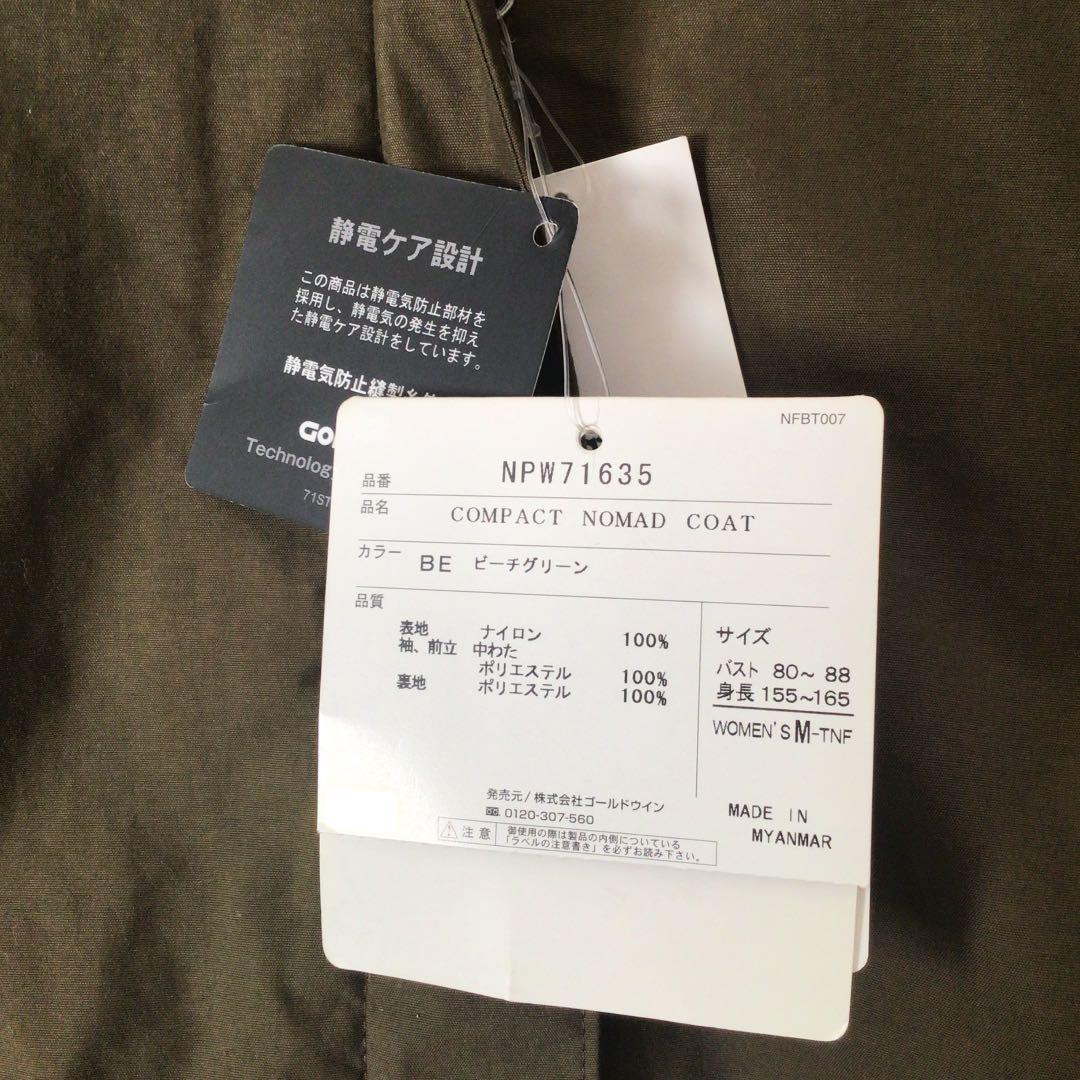 静電ケア設計
この商品は静電気防止部材を
採用し、静電気の発生を抑え
た静電ケア設計をしています。
静電気防止縫製
Technology
71ST
NFBT007
品番 NPW71635
品名 COMPACT NOMAD COAT
カラー BE ビーチグリーン
品質
表地 ナイロン 100%
袖、前立 中わた
ポリエステル 100%
裏地 ポリエステル 100%
サイズ
バスト 80～ 88
身長 155～165
WOMEN'S M-TNF
発売元/株式会社ゴールドウイン
0120-307-560
注意 御使用の際は製品の内側についている
「ラベルの注意書き」を必ずお読み下さい。
MADE IN
MYANMAR